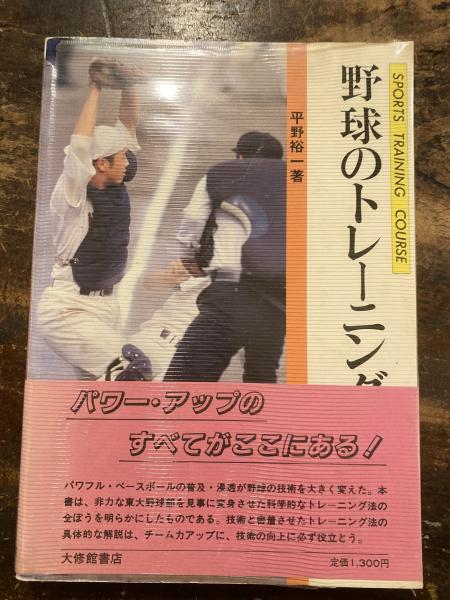 SPORTS TRAINING COURSE
野球のトレーニング
平野裕一著
パワー・アップの
すべてがここにある!
パワフル・ベースボールの普及・浸透が野球の技術を大きく変えた。本
書は、非力な東大野球部を見事に変身させた科学的なトレーニング法の
全ぼうを明らかにしたものである。技術と密着させたトレーニング法の
具体的な解説は、チーム力アップに、技術の向上に必ず役立とう。
大修館書店
定価1,300円